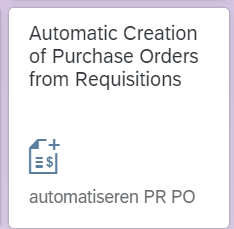 Automatic Creation
of Purchase Orders
from Requisitions
$
automatiseren PR PO